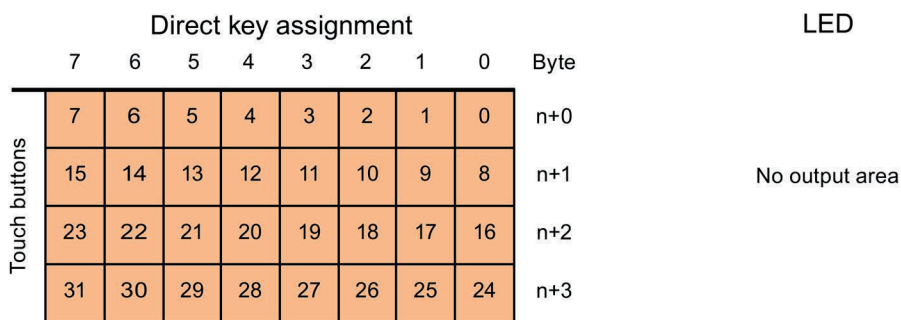 Direct key assignment LED
7 6 5 4 3 2 1 0 Byte
7 6 5 4 3 2 1 0 n+0
Touch buttons
15 14 13 12 11 10 9 8 n+1 No output area
23 22 21 20 19 18 17 16 n+2
31 30 29 28 27 26 25 24 n+3